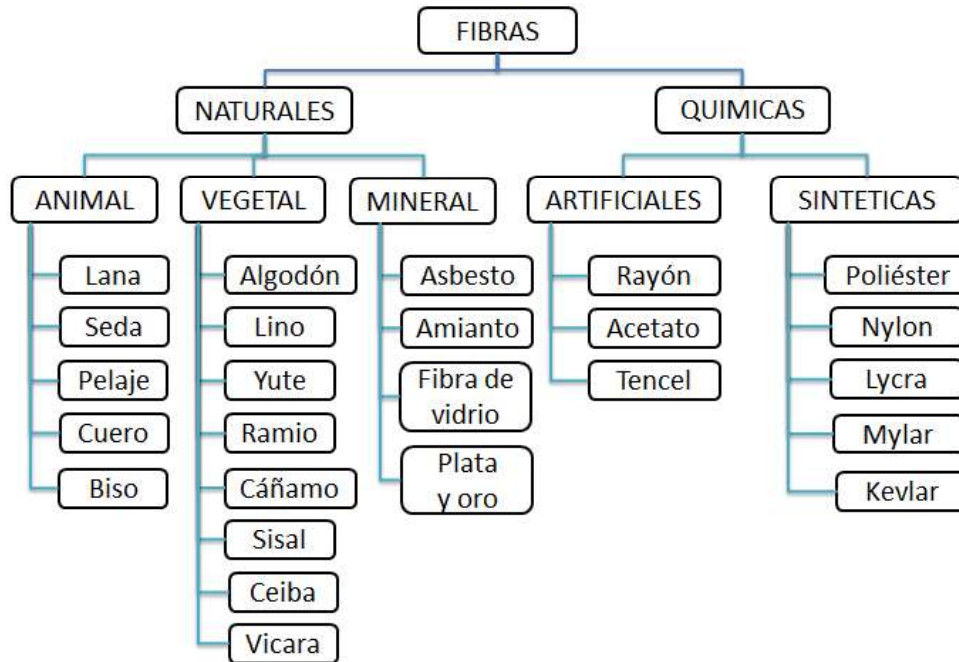 FIBRAS
NATURALES
QUIMICAS
ANIMAL
VEGETAL
MINERAL
ARTIFICIALES
SINTETICAS
Lana
Seda
Pelaje
Cuero
Biso
Algodón
Lino
Yute
Ramio
Cáñamo
Sisal
Ceiba
Vicara
Asbesto
Amianto
Fibra de
vidrio
Plata
y oro
Rayón
Acetato
Tencel
Poliéster
Nylon
Lycra
Mylar
Kevlar